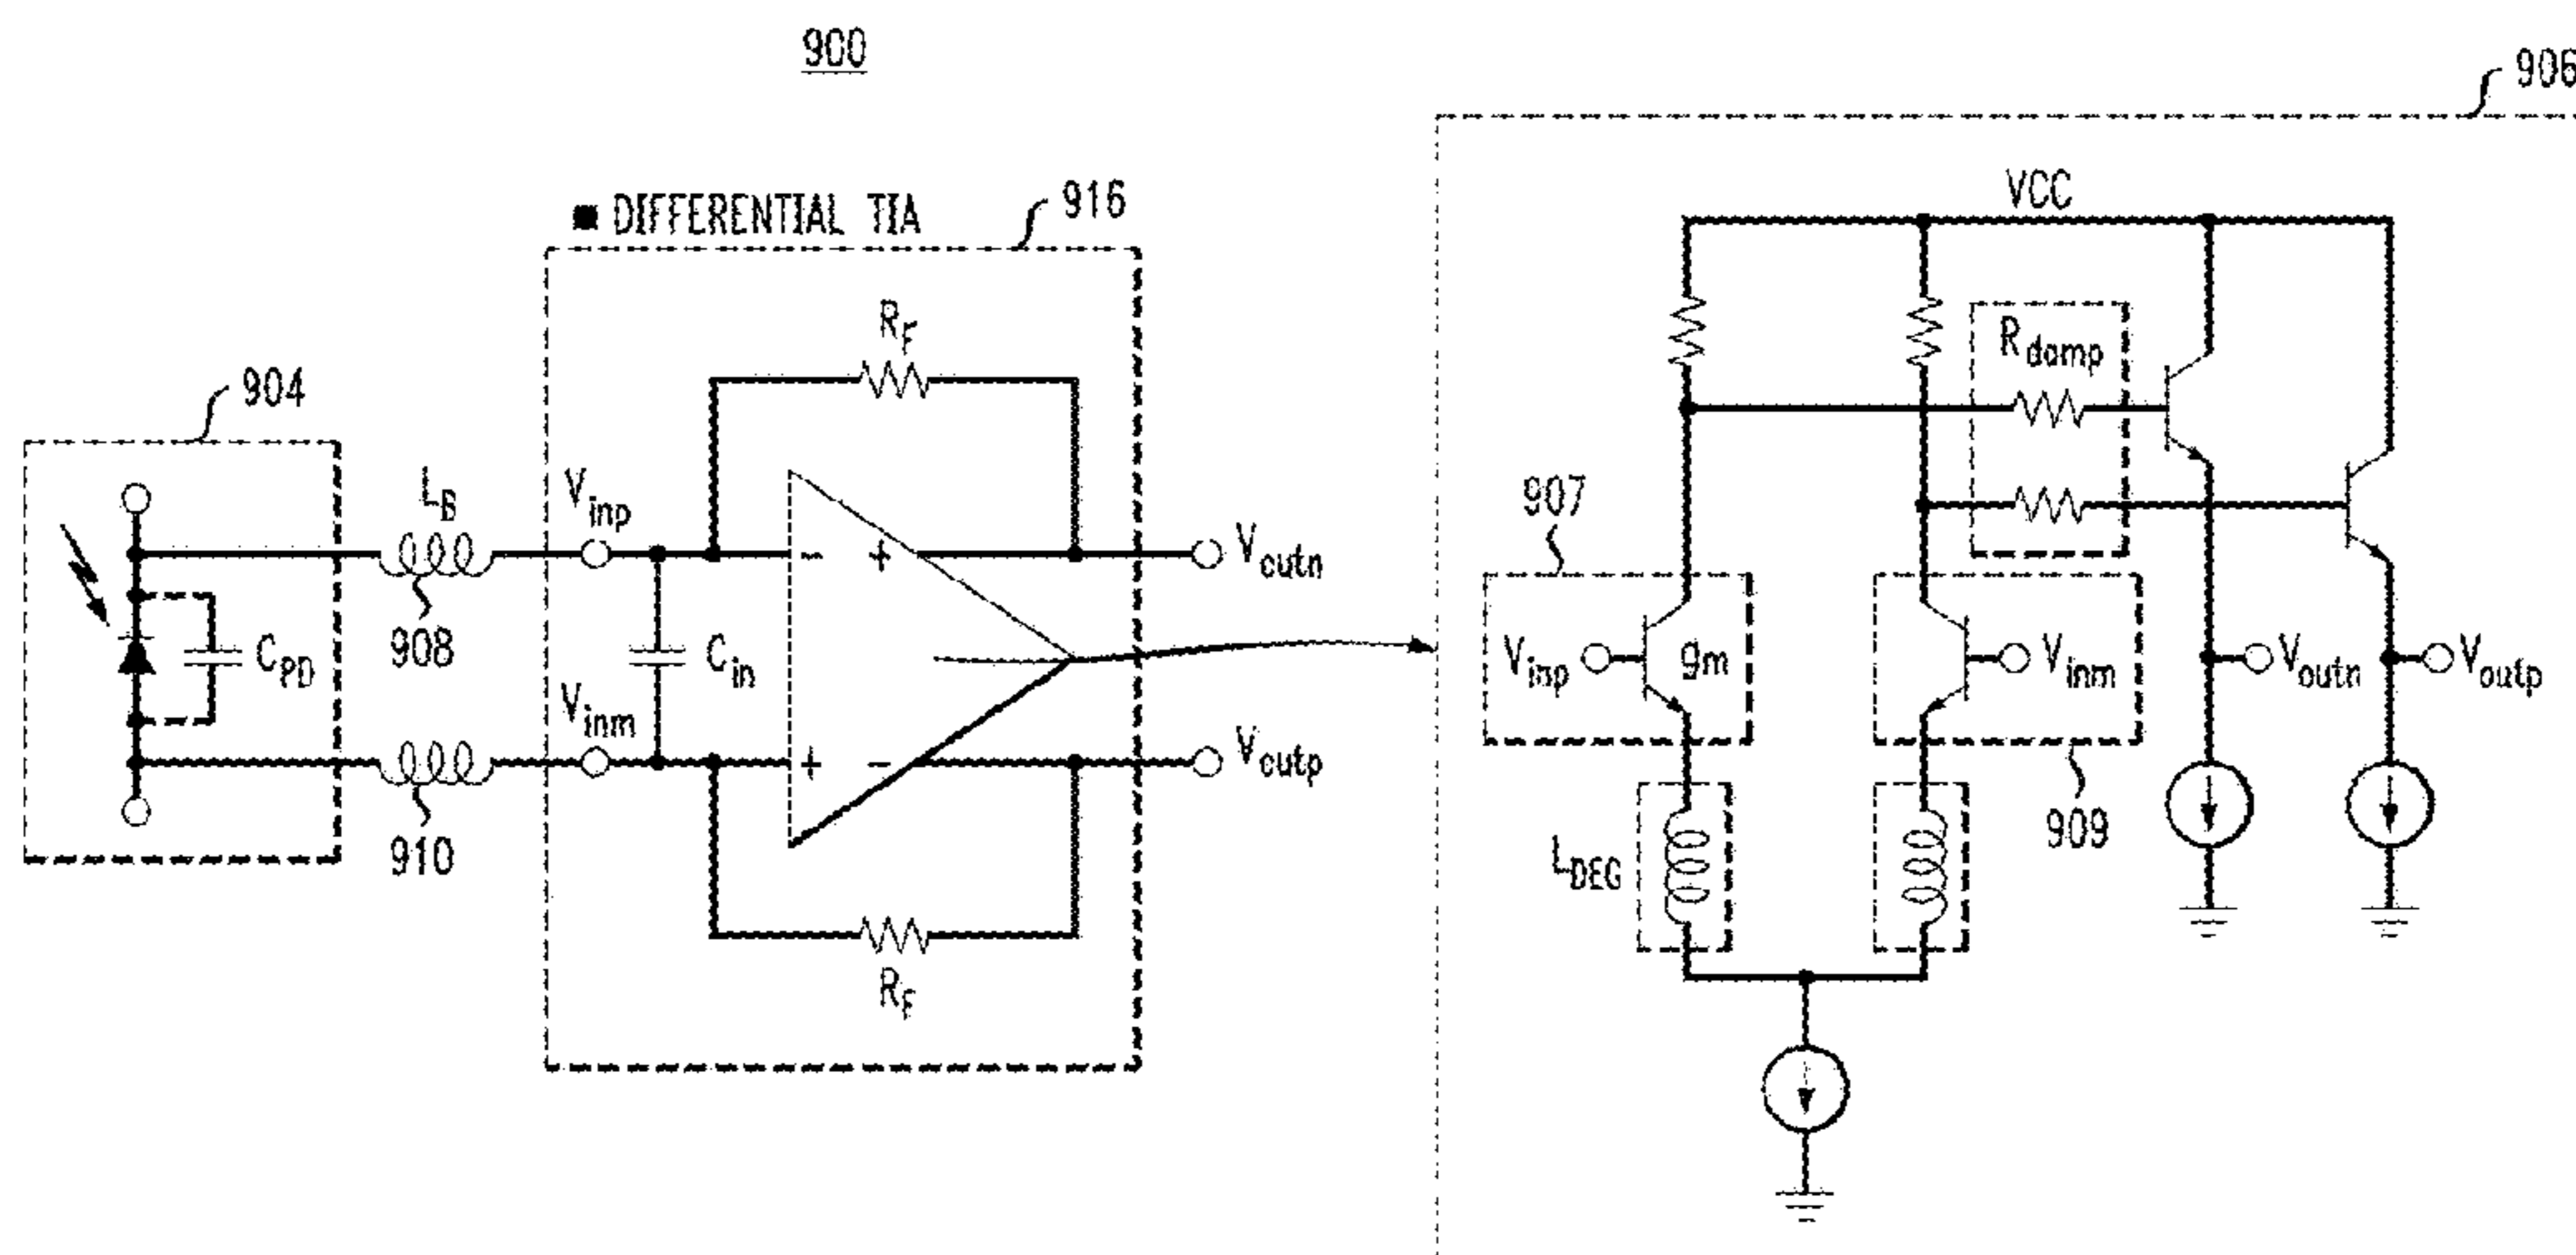 900
906
■ DIFFERENTIAL TIA
916
VCC
R_F
R_damp
904
L_B
V_inp
907
- +
V_outn
908
C_PD
C_in
V_inp
g_m
V_inm
V_outn
V_outp
V_inm
+ -
V_outp
910
909
L_DEG
R_F